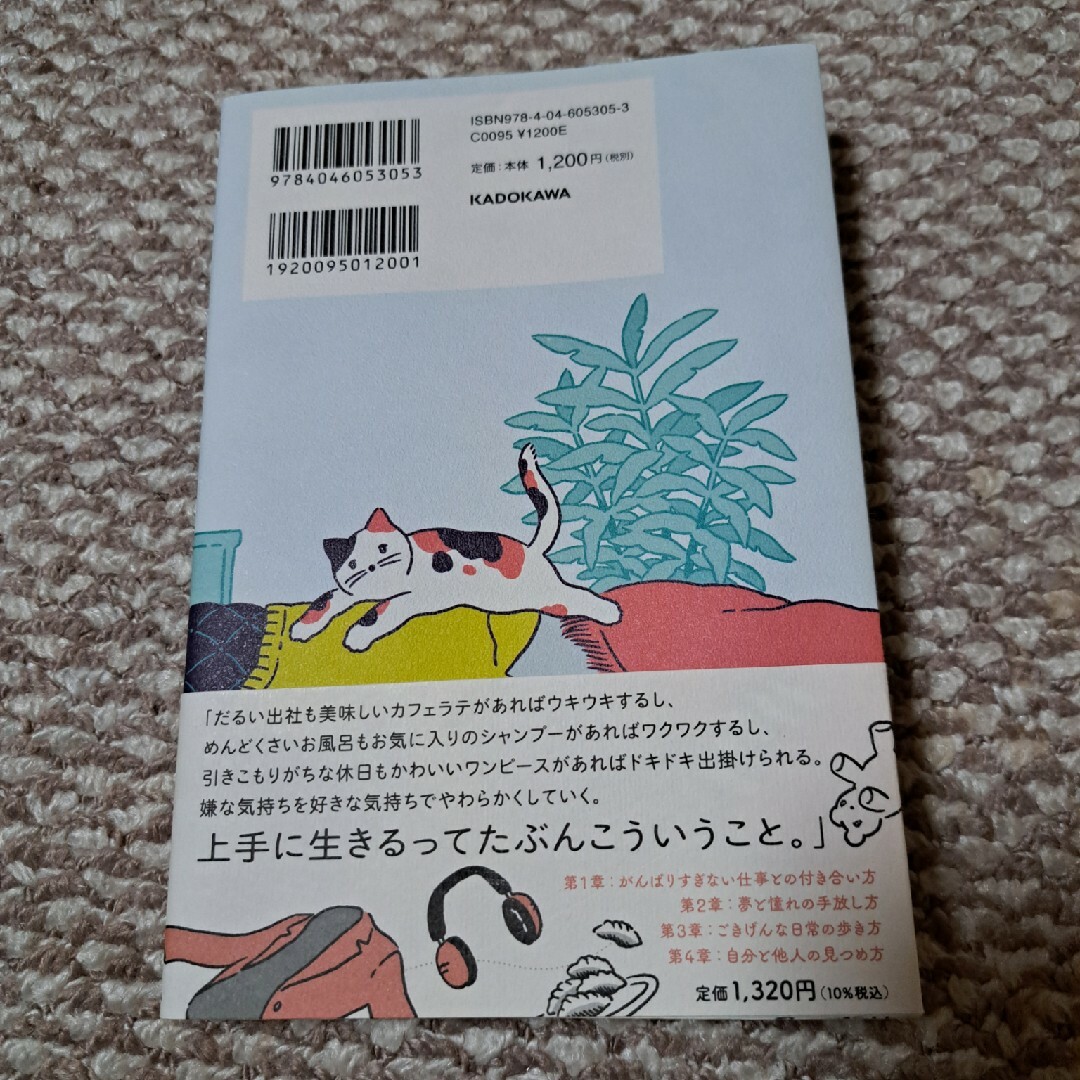 ISBN978-4-04-605305-3
C0095 ¥1200E
定価：本体 1,200円（税別）
KADOKAWA
9784046053053
1920095012001
「だるい出社も美味しいカフェラテがあればウキウキするし、
めんどくさいお風呂もお気に入りのシャンプーがあればワクワクするし、
引きこもりがちな休日もかわいいワンピースがあればドキドキ出掛けられる。
嫌な気持ちを好きな気持ちでやわらかくしていく。
上手に生きるってたぶんこういうこと。」
第1章：がんばりすぎない仕事との付き合い方
第2章：夢と憧れの手放し方
第3章：ごきげんな日常の歩き方
第4章：自分と他人の見つめ方
定価1,320円（10%税込）